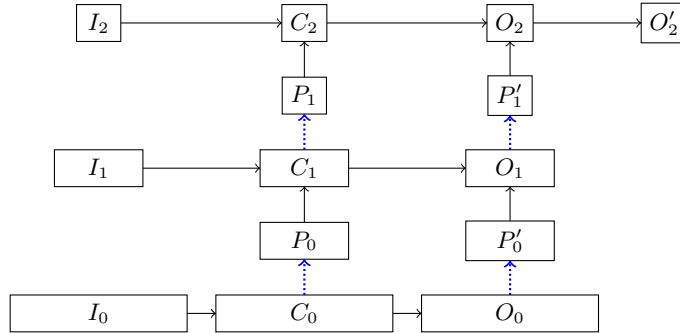 I₂ C₂ O₂ O′₂
P₁ P′₁
I₁ C₁ O₁
P₀ P′₀
I₀ C₀ O₀